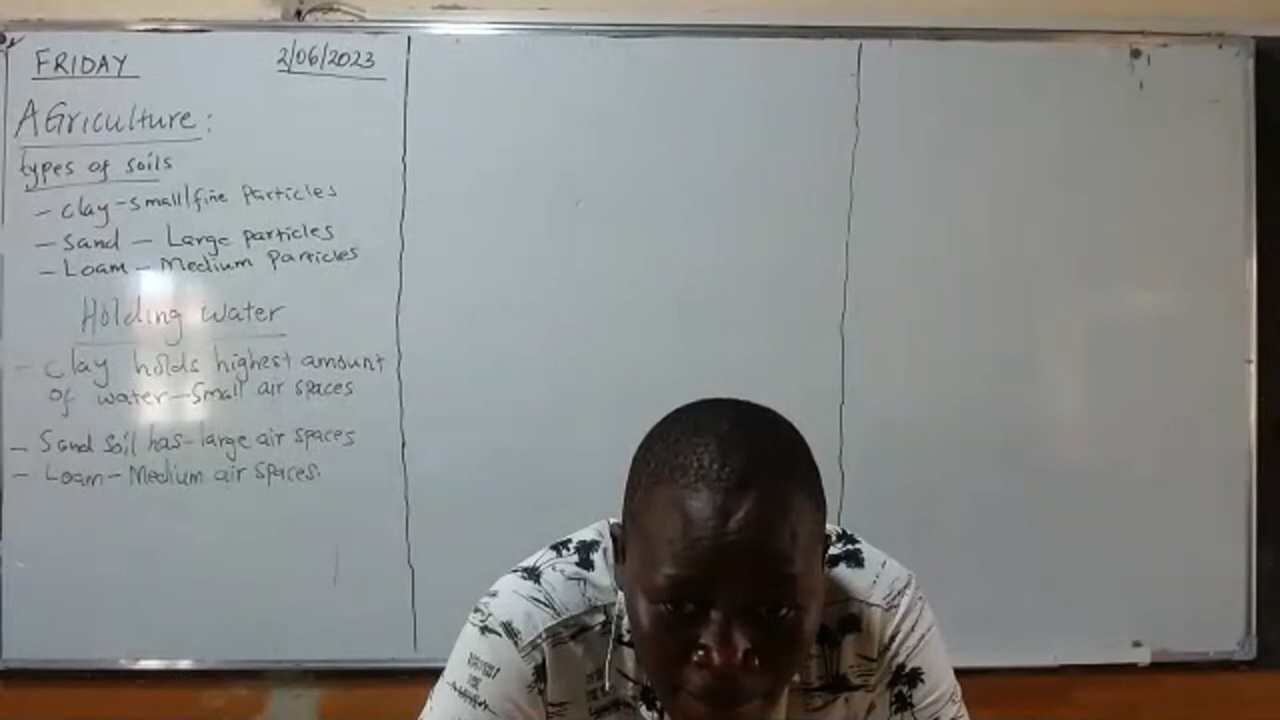 FRIDAY 2/06/2023
AGriculture:
types of soils
- Clay - Small/fine Particles
- Sand - Large particles
- Loam - Medium Particles
Holding water
- Clay holds highest amount
of water - Small air spaces
- Sand Soil has - large air spaces
- Loam - Medium air spaces.